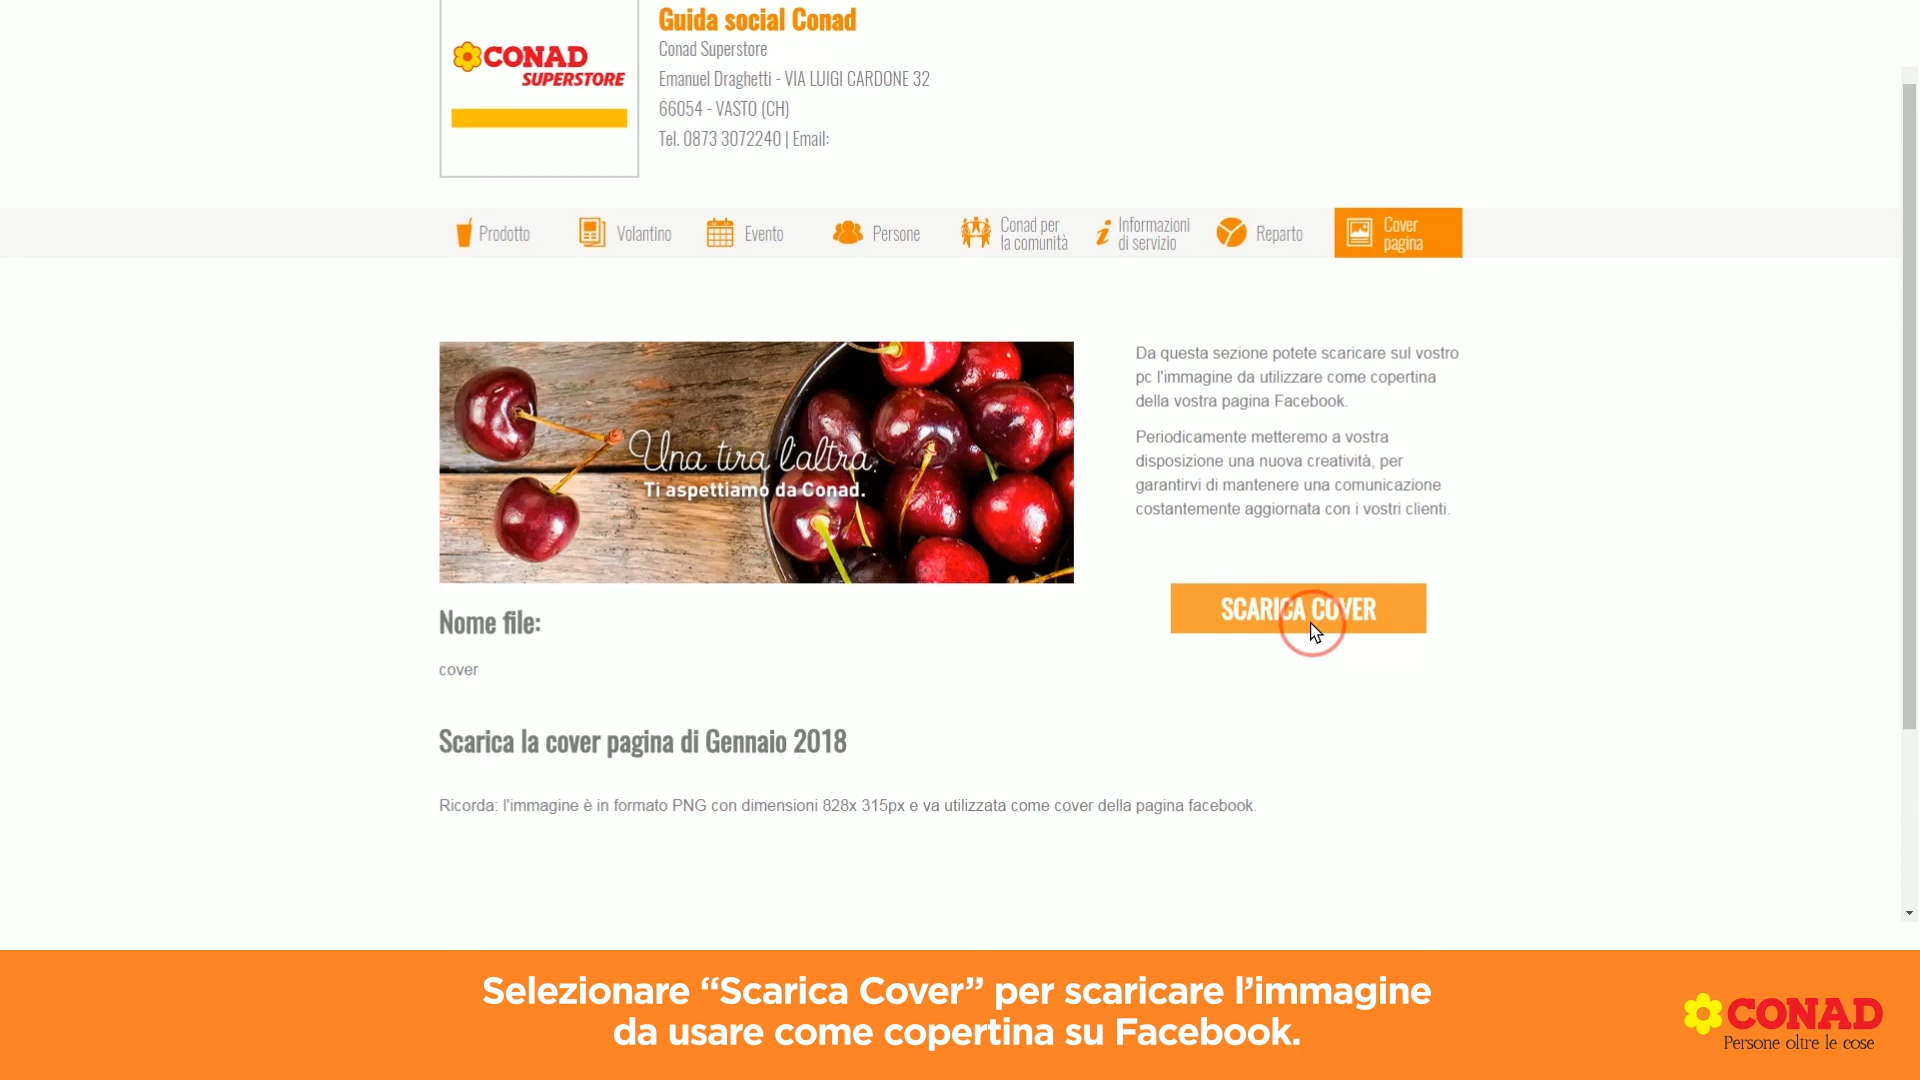 CONAD
SUPERSTORE
Guida social Conad
Conad Superstore
Emanuel Draghetti - VIA LUIGI CARDONE 32
66054 - VASTO (CH)
Tel. 0873 3072240 | Email:
Prodotto
Volantino
Evento
Persone
Conad per
la comunità
Informazioni
di servizio
Reparto
Cover
pagina
Una tira l'altra.
Ti aspettiamo da Conad.
Da questa sezione potete scaricare sul vostro
pc l'immagine da utilizzare come copertina
della vostra pagina Facebook.
Periodicamente metteremo a vostra
disposizione una nuova creatività, per
garantirvi di mantenere una comunicazione
costantemente aggiornata con i vostri clienti.
SCARICA COVER
Nome file:
cover
Scarica la cover pagina di Gennaio 2018
Ricorda: l'immagine è in formato PNG con dimensioni 828x 315px e va utilizzata come cover della pagina facebook.
Selezionare “Scarica Cover” per scaricare l’immagine
da usare come copertina su Facebook.
CONAD
Persone oltre le cose